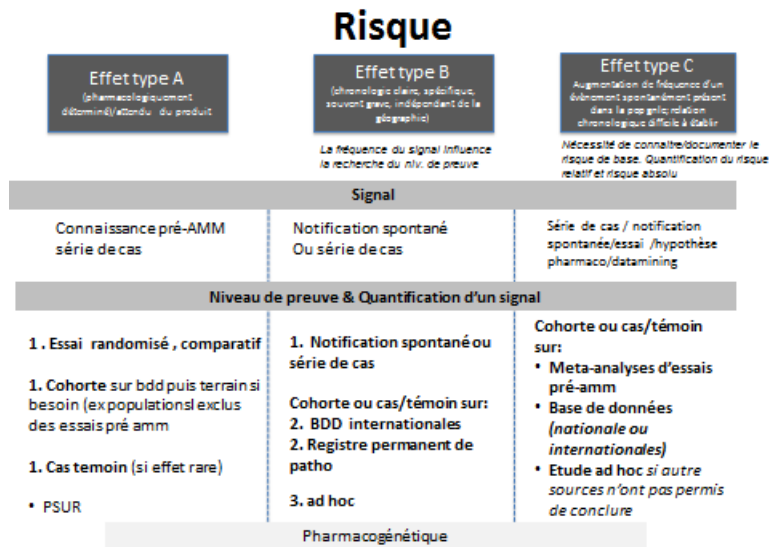 Risque
Effet type A
(pharmacologiquement
déterminé)/attendu du produit
Effet type B
(chronologie claire, spécifique,
souvent grave, indépendant de la
géographie)
Effet type C
Augmentation de fréquence d'un
évènement spontanément présent
dans la pop gnle; relation
chronologique difficile à établir
La fréquence du signal influence
la recherche du niv. de preuve
Nécessité de connaitre/documenter le
risque de base. Quantification du risque
relatif et risque absolu
Signal
Connaissance pré-AMM
série de cas
Notification spontané
Ou série de cas
Série de cas / notification
spontanée/essai /hypothèse
pharmaco/datamining
Niveau de preuve & Quantification d'un signal
1 . Essai randomisé , comparatif
1. Cohorte sur bdd puis terrain si
besoin (ex populationsl exclus
des essais pré amm
1. Cas temoin (si effet rare)
• PSUR
1. Notification spontané ou
série de cas
Cohorte ou cas/témoin sur:
2. BDD internationales
2. Registre permanent de
patho
3. ad hoc
Cohorte ou cas/témoin
sur:
• Meta-analyses d'essais
pré-amm
• Base de données
(nationale ou
internationales)
• Etude ad hoc si autre
sources n'ont pas permis
de conclure
Pharmacogénétique